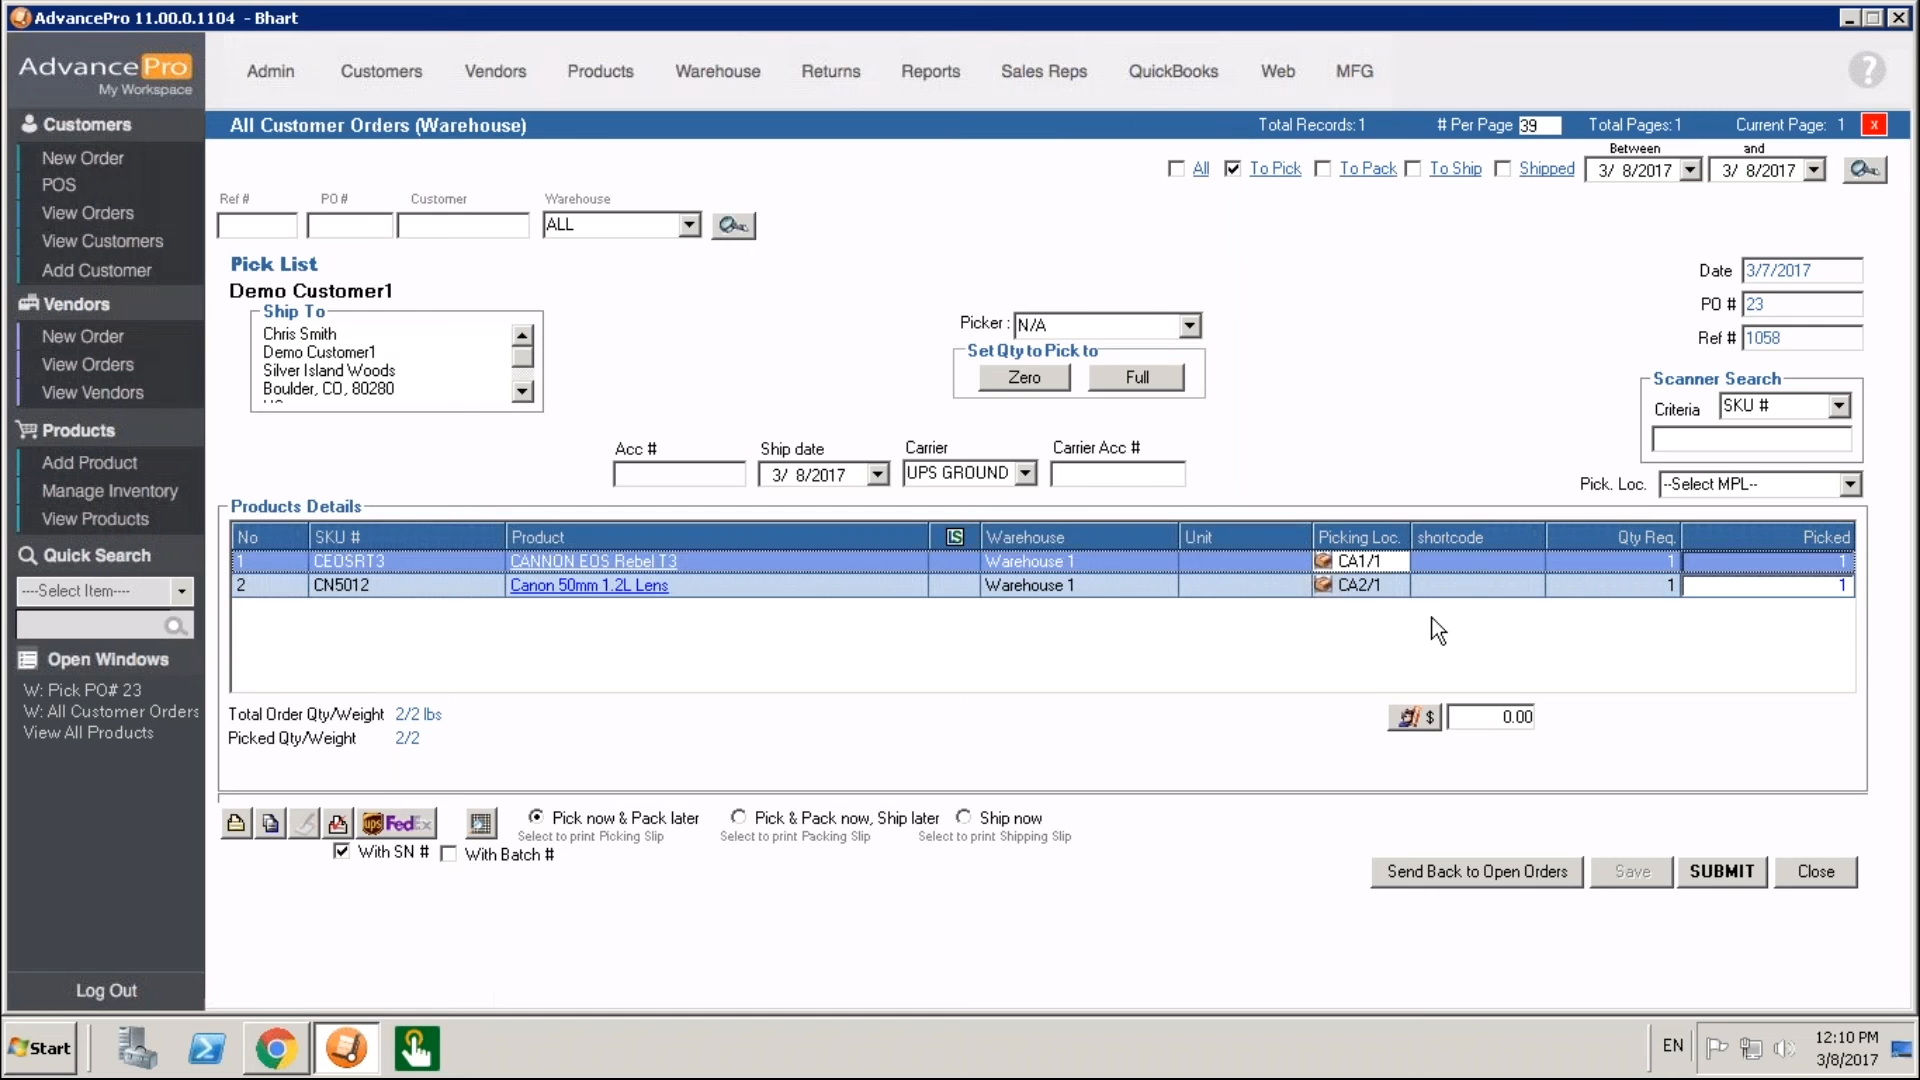 AdvancePro 11.00.0.1104 - Bhart
AdvancePro
My Workspace
Admin Customers Vendors Products Warehouse Returns Reports Sales Reps QuickBooks Web MFG
?
Customers
New Order
POS
View Orders
View Customers
Add Customer
Vendors
New Order
View Orders
View Vendors
Products
Add Product
Manage Inventory
View Products
Quick Search
----Select Item----
Open Windows
W: Pick PO# 23
W: All Customer Orders
View All Products
Log Out
All Customer Orders (Warehouse) Total Records:1 # Per Page 39 Total Pages:1 Current Page: 1 x
Between and
All To Pick To Pack To Ship Shipped 3/ 8/2017 3/ 8/2017
Ref # PO # Customer Warehouse
ALL
Pick List
Demo Customer1
Ship To
Chris Smith
Demo Customer1
Silver Island Woods
Boulder, CO, 80280
Picker : N/A
Set Qty to Pick to
Zero Full
Date 3/7/2017
PO # 23
Ref # 1058
Scanner Search
Criteria SKU #
Acc # Ship date Carrier Carrier Acc #
3/ 8/2017 UPS GROUND
Pick. Loc. --Select MPL--
Products Details
No SKU # Product LS Warehouse Unit Picking Loc. shortcode Qty Req. Picked
1 CEOSRT3 CANNON EOS Rebel T3 Warehouse 1 CA1/1 1 1
2 CN5012 Canon 50mm 1.2L Lens Warehouse 1 CA2/1 1 1
Total Order Qty/Weight 2/2 lbs
Picked Qty/Weight 2/2
$ 0.00
ups FedEx
Pick now & Pack later Pick & Pack now, Ship later Ship now
Select to print Picking Slip Select to print Packing Slip Select to print Shipping Slip
With SN # With Batch #
Send Back to Open Orders Save SUBMIT Close
Start
EN
12:10 PM
3/8/2017